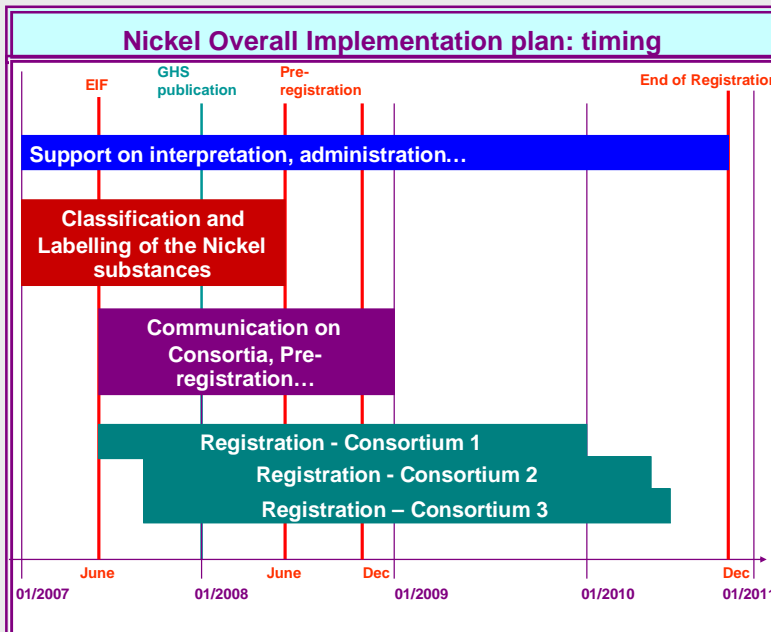 Nickel Overall Implementation plan: timing
EIF
GHS
publication
Pre-
registration
End of Registration
Support on interpretation, administration…
Classification and
Labelling of the Nickel
substances
Communication on
Consortia, Pre-
registration…
Registration - Consortium 1
Registration - Consortium 2
Registration – Consortium 3
June
June
Dec
Dec
01/2007
01/2008
01/2009
01/2010
01/2011